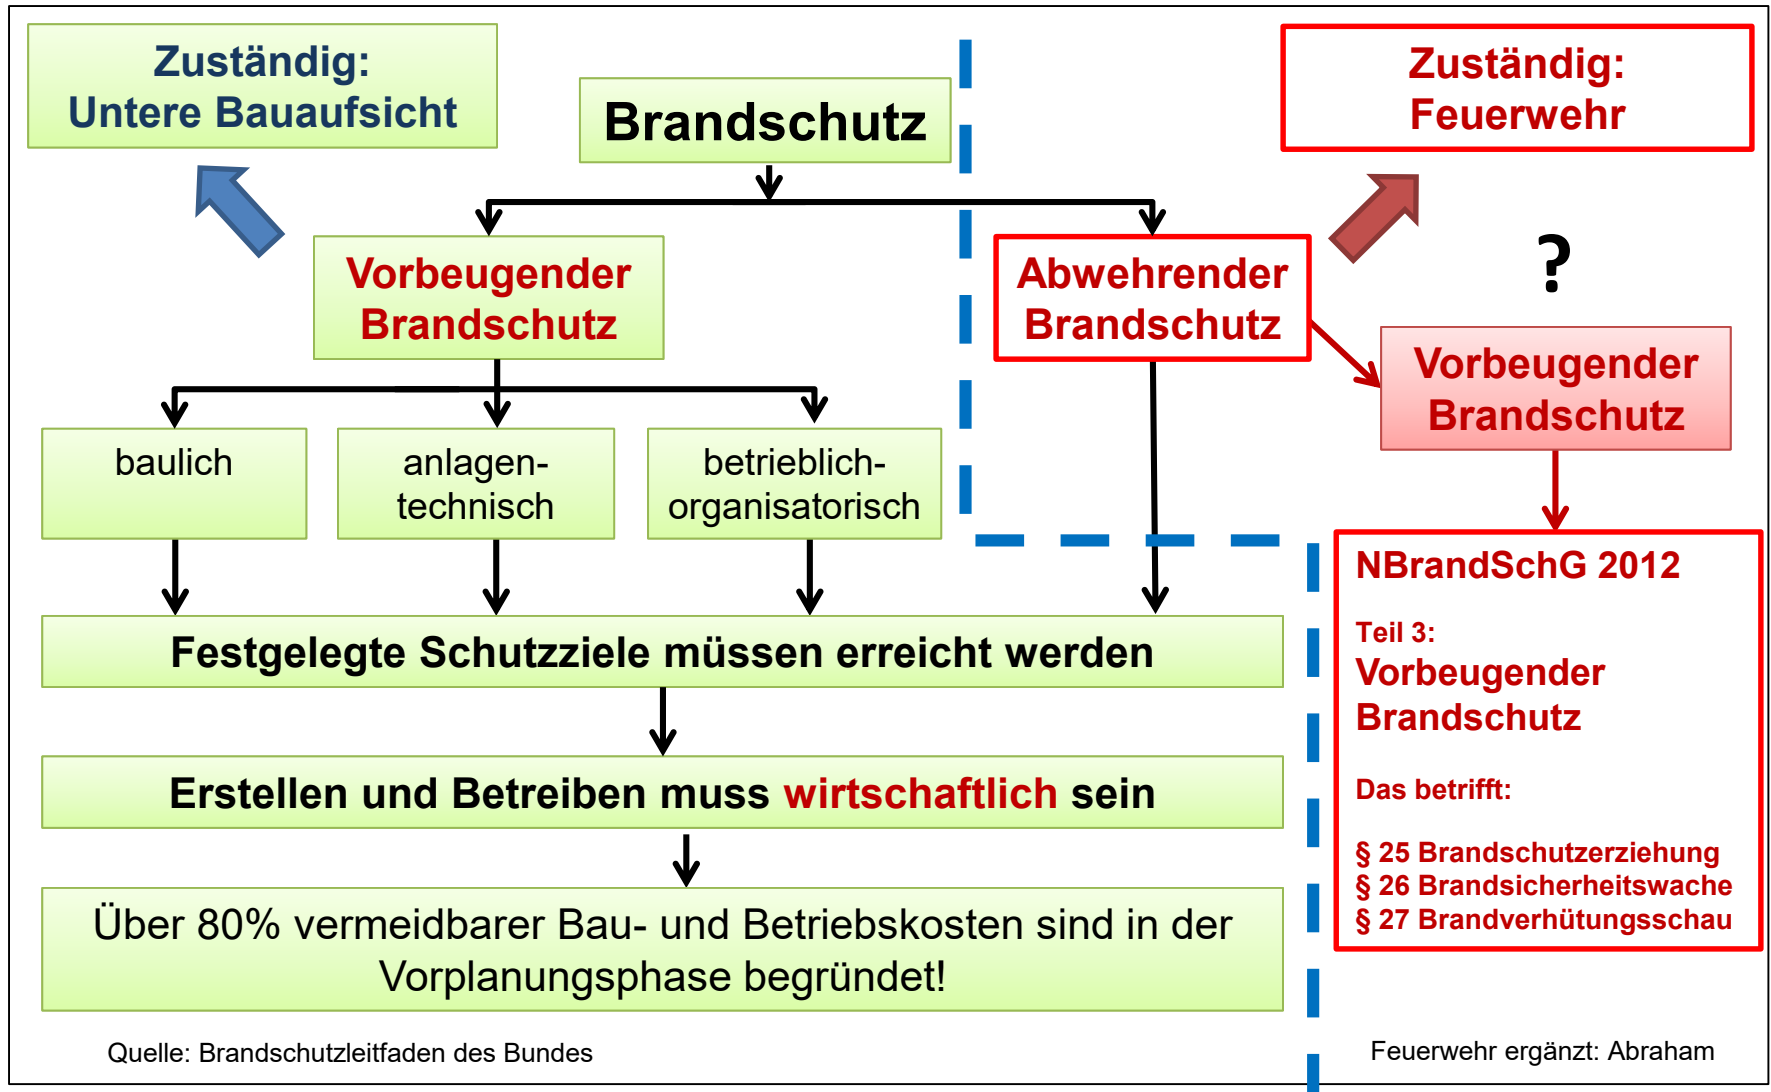 Zuständig:
Untere Bauaufsicht
Brandschutz
Zuständig:
Feuerwehr
Vorbeugender
Brandschutz
Abwehrender
Brandschutz
?
Vorbeugender
Brandschutz
baulich
anlagen-
technisch
betrieblich-
organisatorisch
Festgelegte Schutzziele müssen erreicht werden
Erstellen und Betreiben muss wirtschaftlich sein
Über 80% vermeidbarer Bau- und Betriebskosten sind in der
Vorplanungsphase begründet!
NBrandSchG 2012
Teil 3:
Vorbeugender
Brandschutz
Das betrifft:
§ 25 Brandschutzerziehung
§ 26 Brandsicherheitswache
§ 27 Brandverhütungsschau
Quelle: Brandschutzleitfaden des Bundes
Feuerwehr ergänzt: Abraham